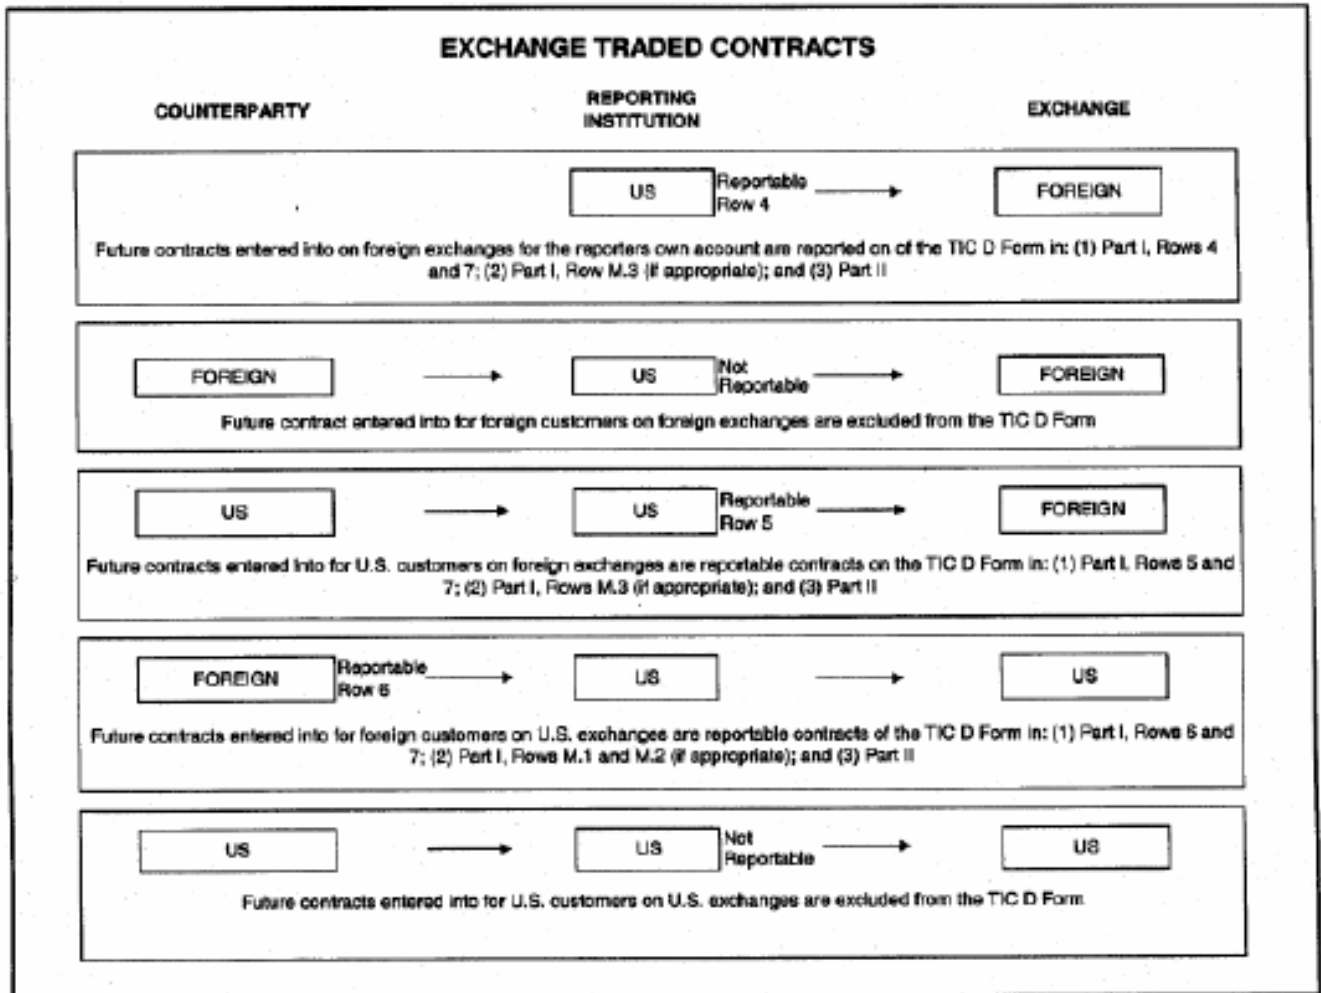 EXCHANGE TRADED CONTRACTS
COUNTERPARTY
REPORTING
INSTITUTION
EXCHANGE
US
Reportable
Row 4
FOREIGN
Future contracts entered into on foreign exchanges for the reporters own account are reported on of the TIC D Form in: (1) Part I, Rows 4
and 7; (2) Part I, Row M.3 (if appropriate); and (3) Part II
FOREIGN
US
Not
Reportable
FOREIGN
Future contract entered into for foreign customers on foreign exchanges are excluded from the TIC D Form
US
US
Reportable
Row 5
FOREIGN
Future contracts entered into for U.S. customers on foreign exchanges are reportable contracts on the TIC D Form in: (1) Part I, Rows 5 and
7; (2) Part I, Rows M.3 (if appropriate); and (3) Part II
FOREIGN
Reportable
Row 6
US
US
Future contracts entered into for foreign customers on U.S. exchanges are reportable contracts of the TIC D Form in: (1) Part I, Rows 6 and
7; (2) Part I, Rows M.1 and M.2 (if appropriate); and (3) Part II
US
US
Not
Reportable
US
Future contracts entered into for U.S. customers on U.S. exchanges are excluded from the TIC D Form